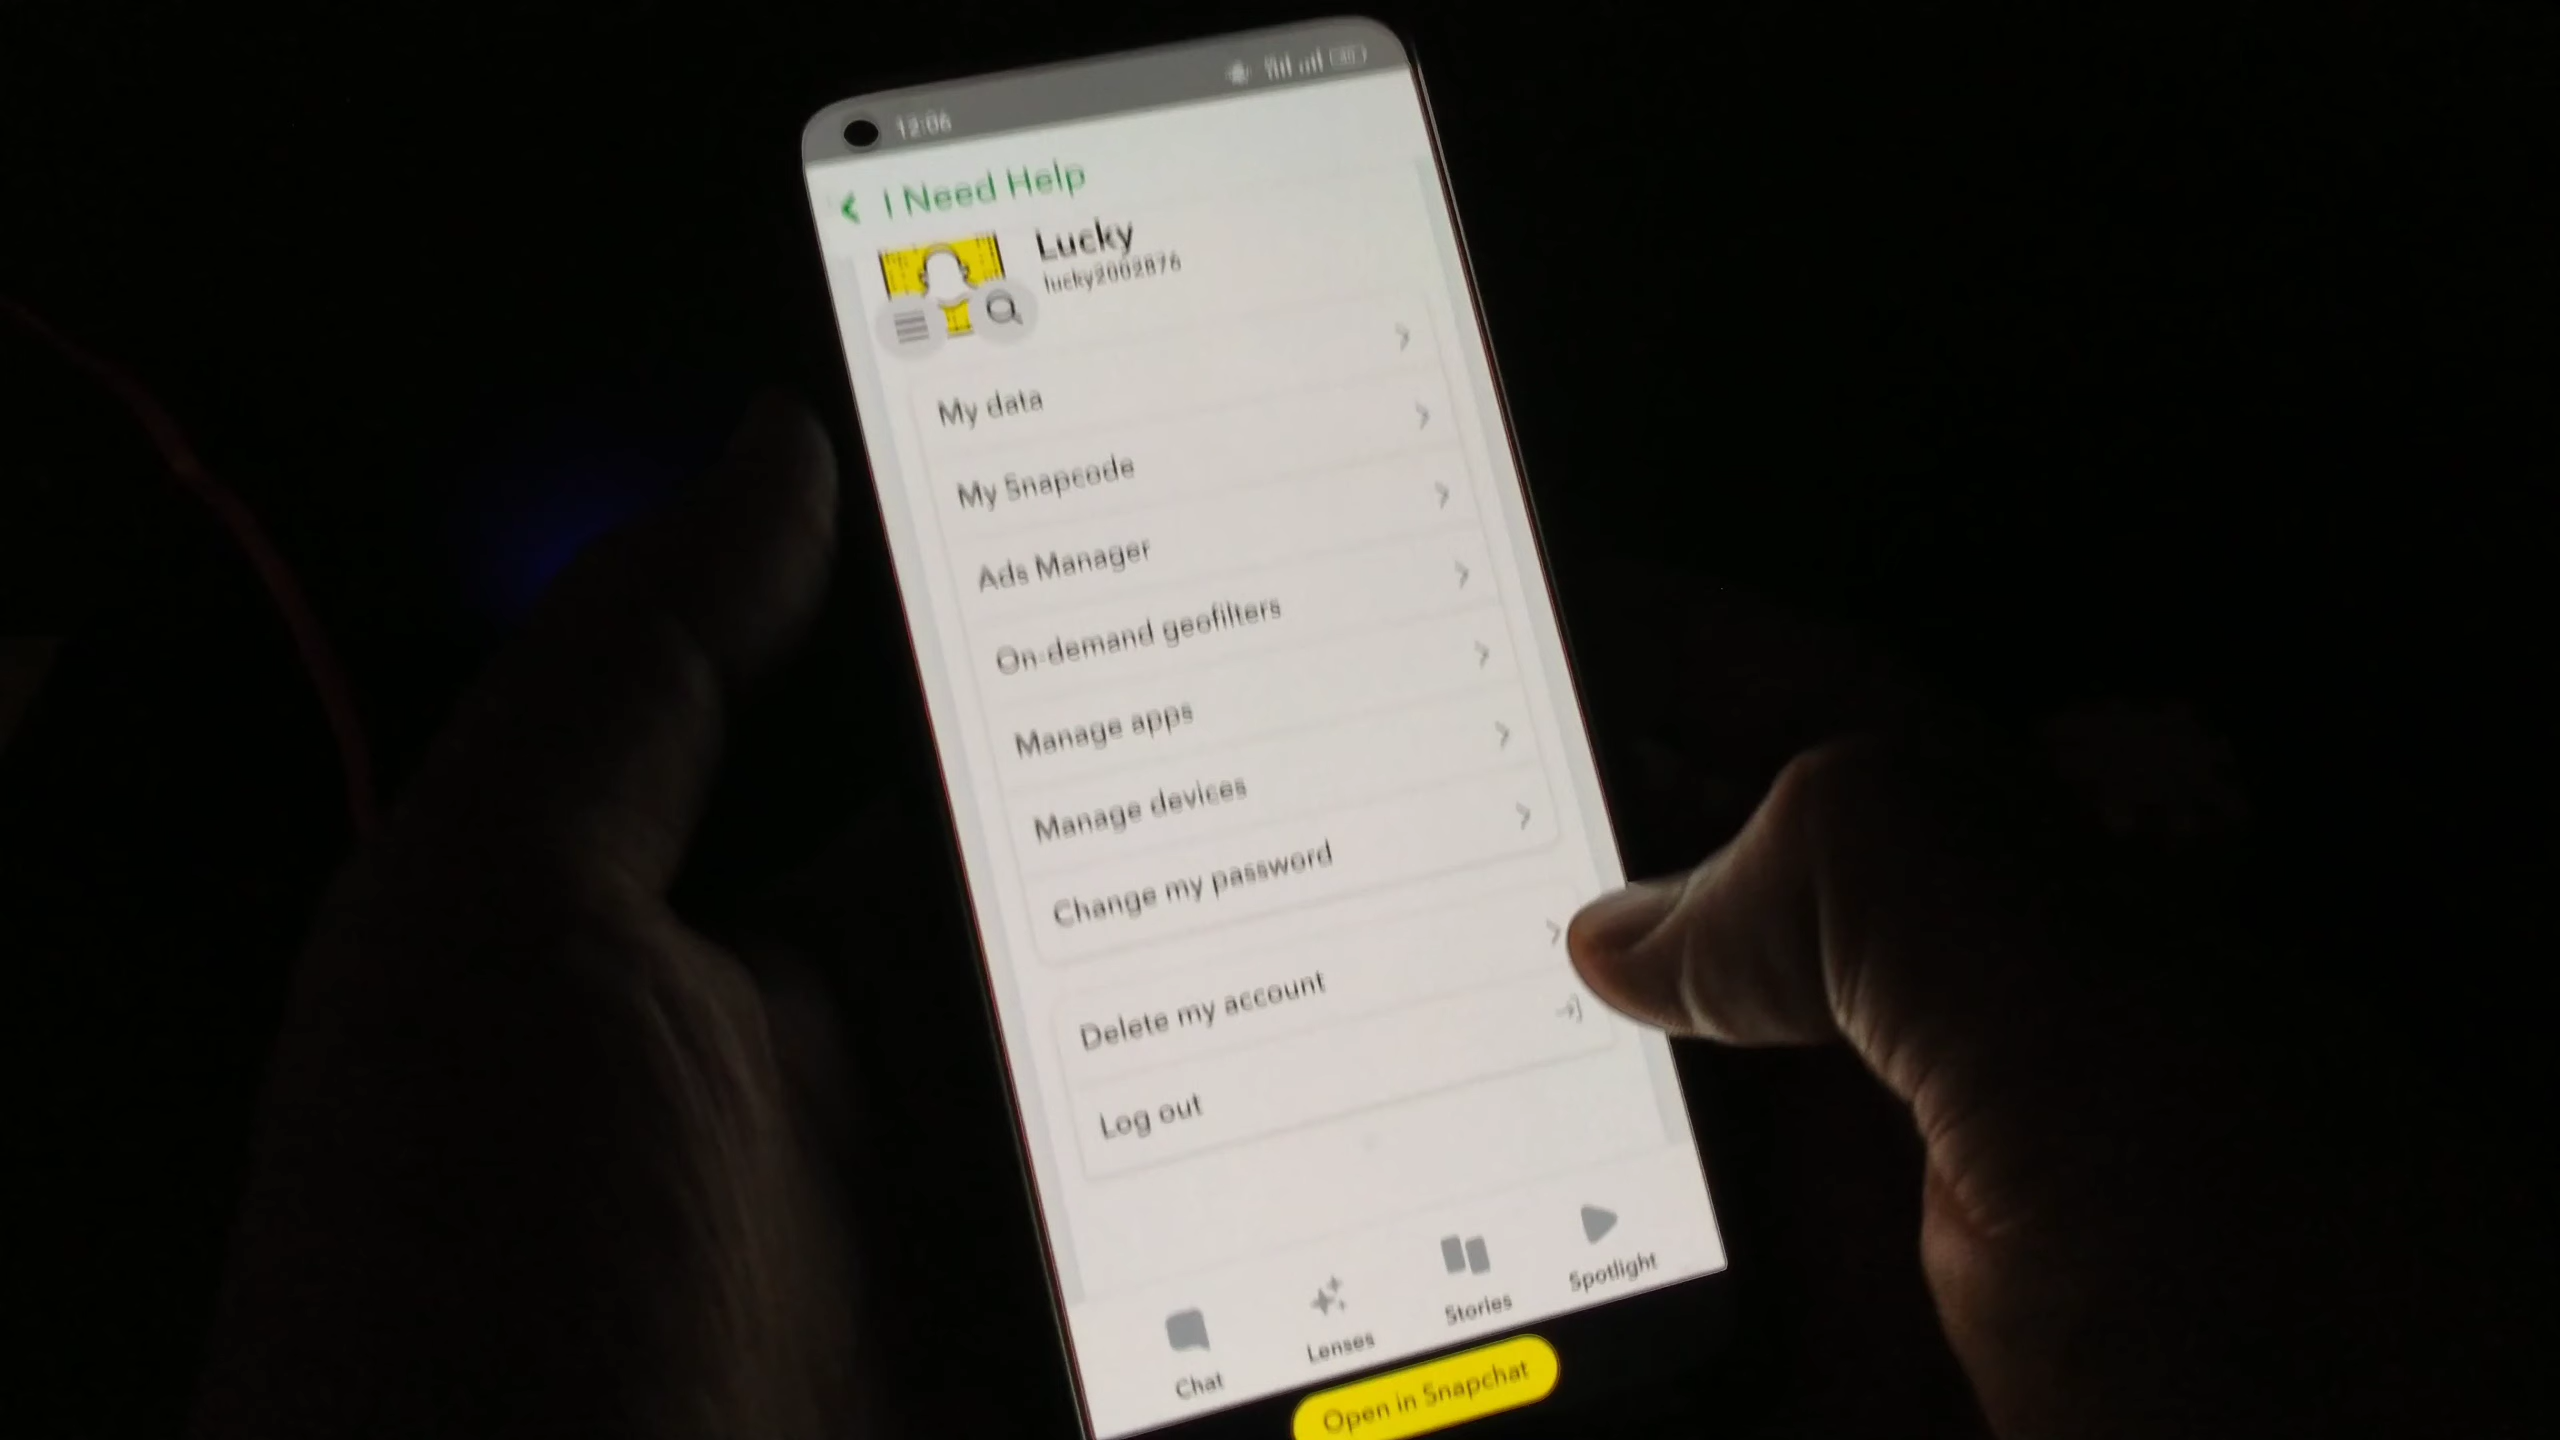 12:06
I Need Help
Lucky
lucky2002876
My data
My Snapcode
Ads Manager
On-demand geofilters
Manage apps
Manage devices
Change my password
Delete my account
Log out
Chat
Lenses
Stories
Spotlight
Open in Snapchat